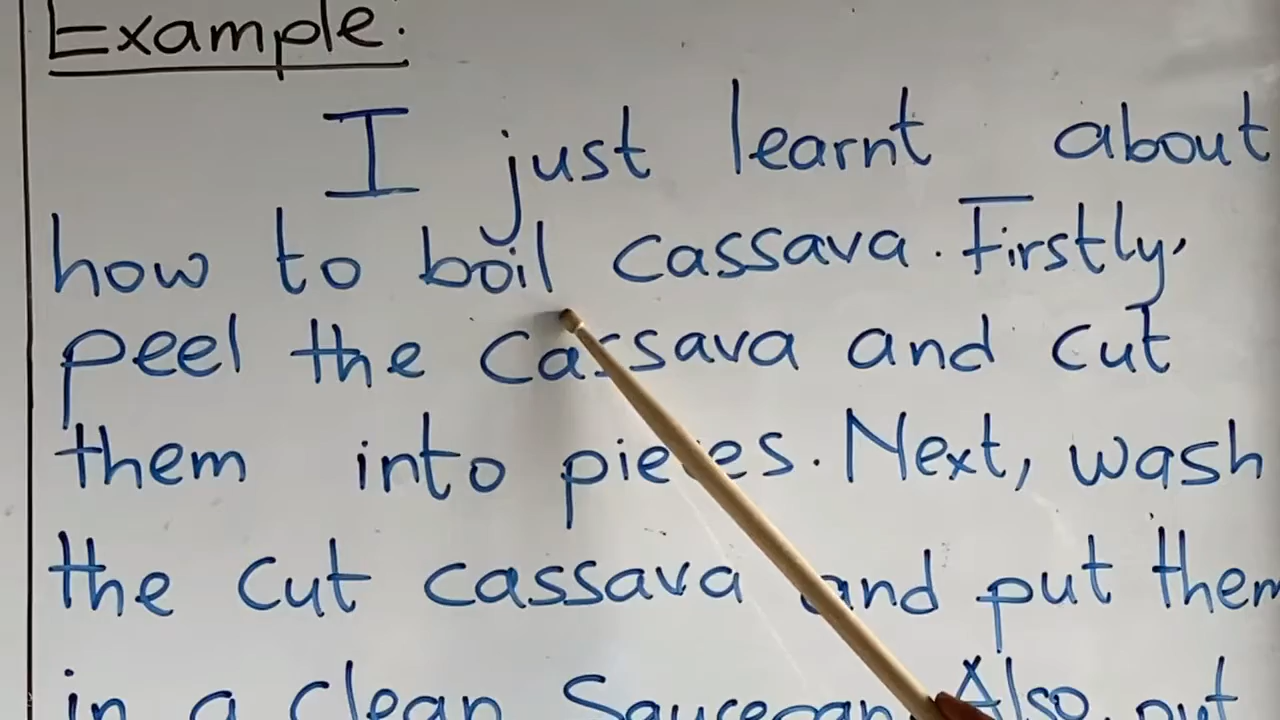 Example:
I just learnt about
how to boil cassava. Firstly,
peel the cassava and cut
them into pieces. Next, wash
the cut cassava and put them
in a clean Saucepan. Also, put